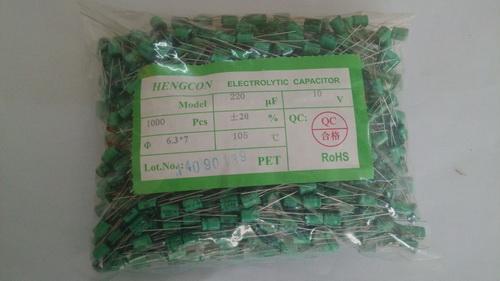 HENGCON ELECTROLYTIC CAPACITOR
Model 220 μF 10 V
1000 Pcs ±20 % QC: QC 合格
Φ 6.3*7 105 ℃
Lot.No.: PET RoHS